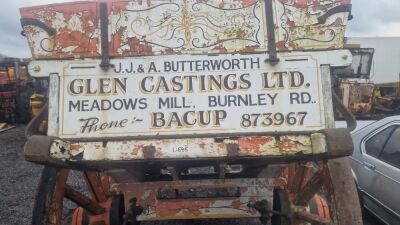 J.J. & A. BUTTERWORTH
GLEN CASTINGS LTD.
MEADOWS MILL, BURNLEY RD.,
Phone :- BACUP 873967